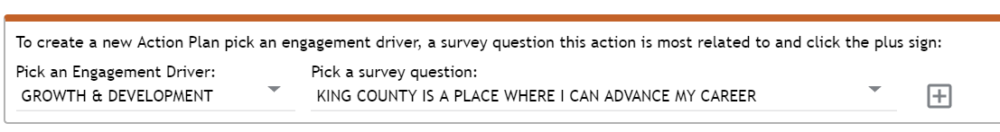 To create a new Action Plan pick an engagement driver, a survey question this action is most related to and click the plus sign:
Pick an Engagement Driver:
GROWTH & DEVELOPMENT
Pick a survey question:
KING COUNTY IS A PLACE WHERE I CAN ADVANCE MY CAREER